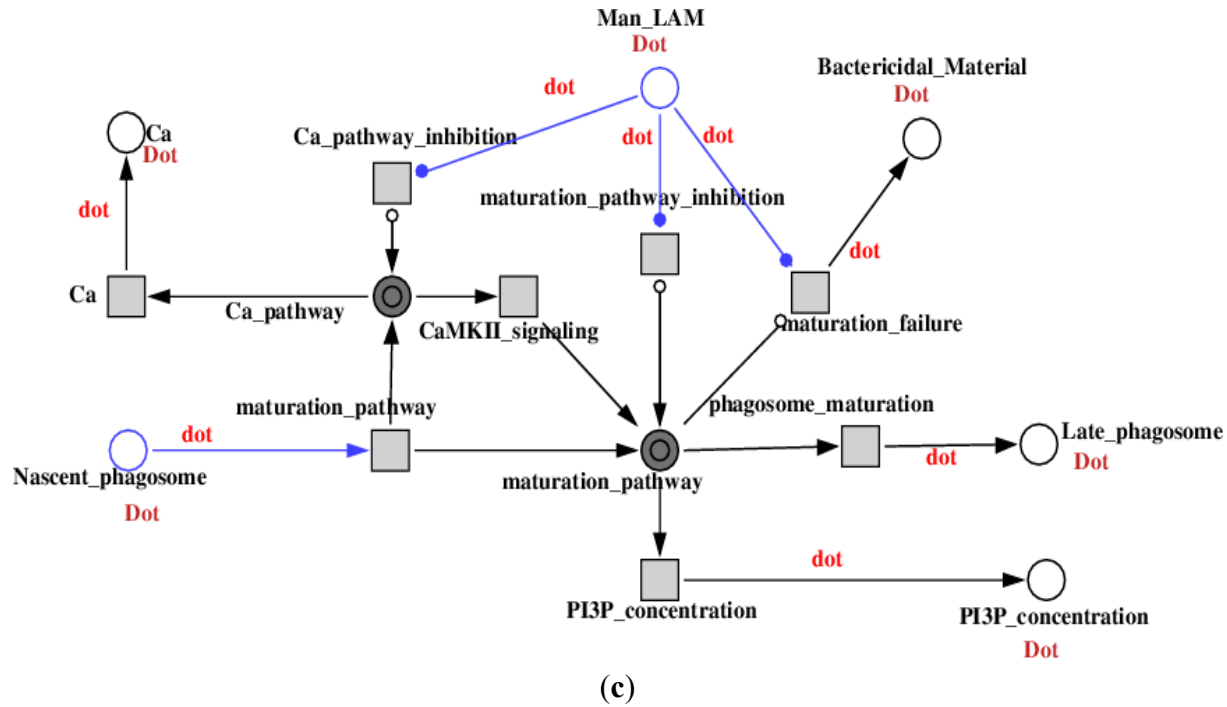 Man_LAM
Dot
Bactericidal_Material
Dot
dot
Ca
Dot
Ca_pathway_inhibition
dot
dot
maturation_pathway_inhibition
dot
dot
Ca
Ca_pathway
CaMKII_signaling
maturation_failure
maturation_pathway
phagosome_maturation
dot
Late_phagosome
dot
Dot
Nascent_phagosome
Dot
maturation_pathway
dot
PI3P_concentration
PI3P_concentration
Dot
(c)